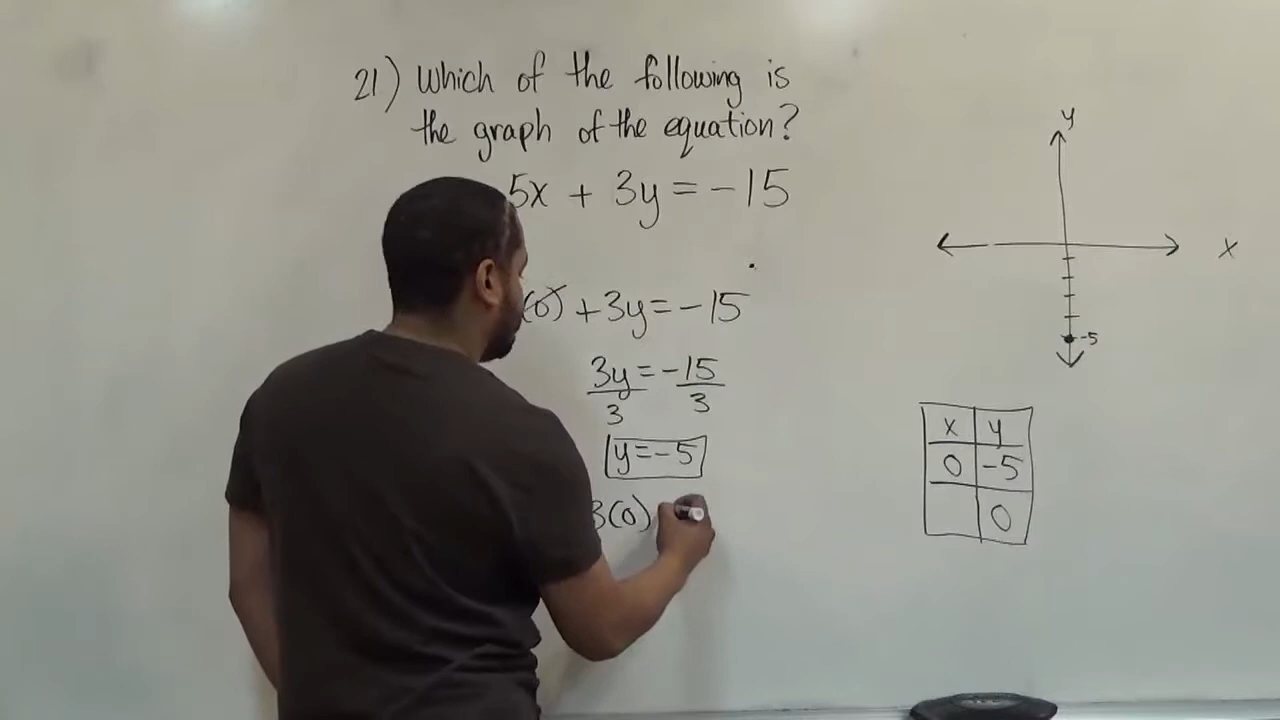 21) Which of the following is
the graph of the equation?
5x + 3y = -15
(0) + 3y = -15
3y = -15
3 3
y = -5
3(0)
y
x
-5
x y
0 -5
0